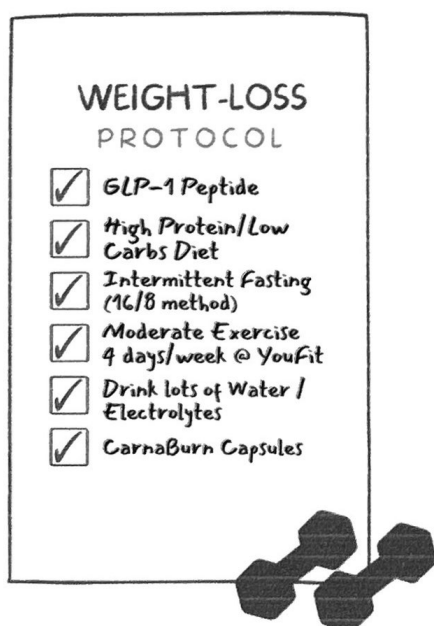 WEIGHT-LOSS
PROTOCOL
GLP-1 Peptide
High Protein/Low
Carbs Diet
Intermittent Fasting
(16/8 method)
Moderate Exercise
4 days/week @ YouFit
Drink lots of Water /
Electrolytes
CarnaBurn Capsules